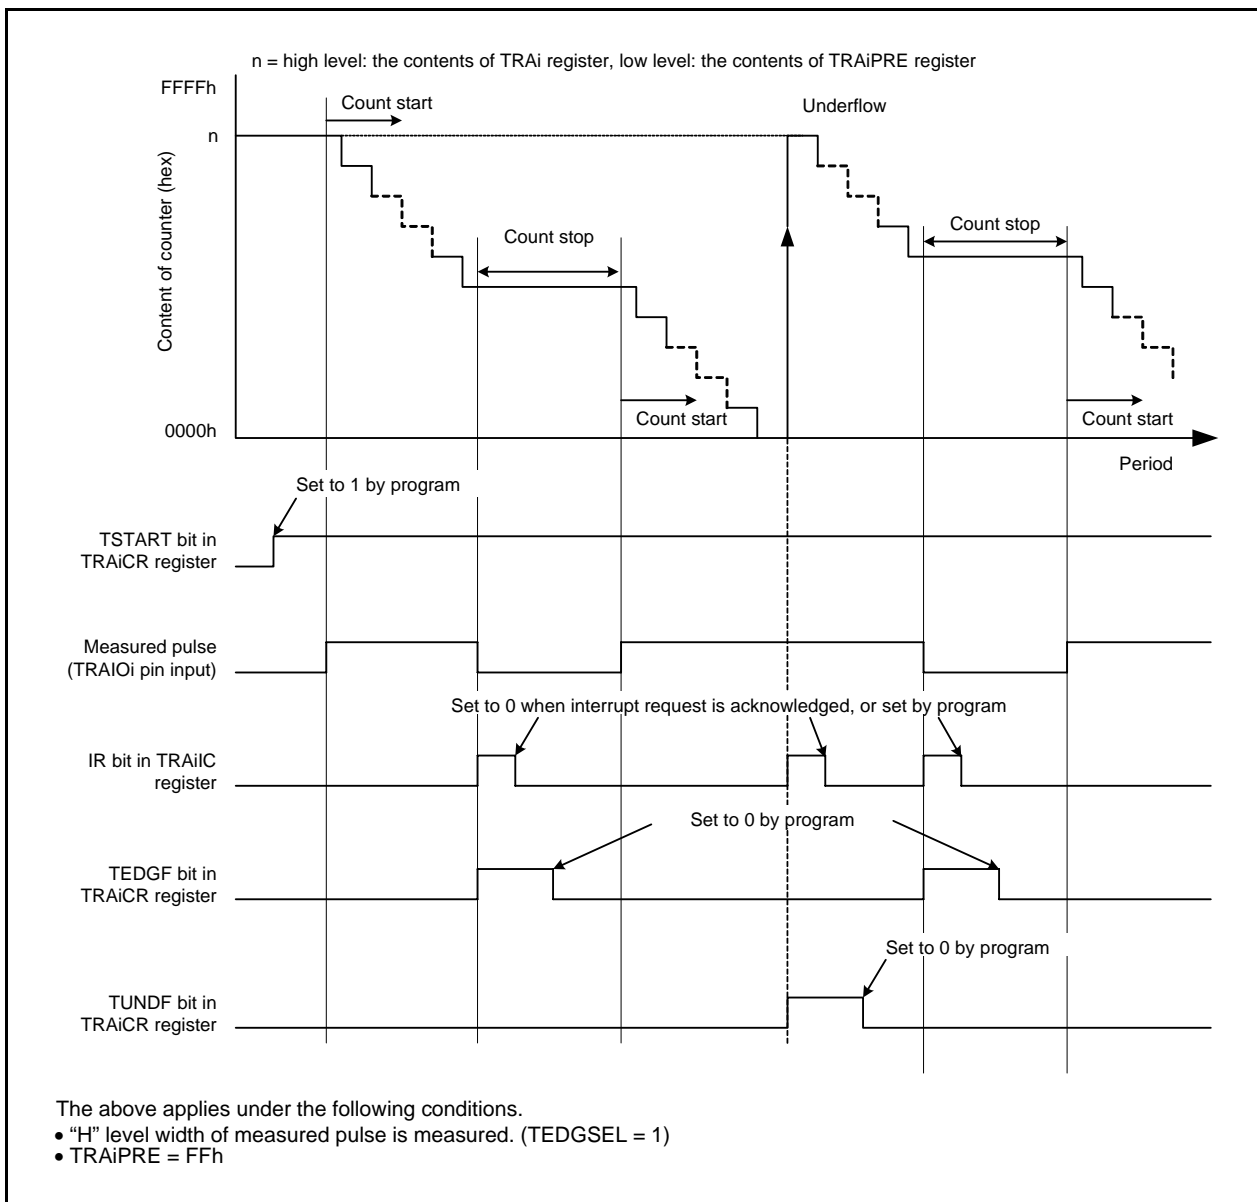 n = high level: the contents of TRAi register, low level: the contents of TRAiPRE register
FFFFh
Count start
Underflow
n
Content of counter (hex)
Count stop
Count stop
Count start
Count start
0000h
Period
Set to 1 by program
TSTART bit in
TRAiCR register
Measured pulse
(TRAIOi pin input)
Set to 0 when interrupt request is acknowledged, or set by program
IR bit in TRAiIC
register
Set to 0 by program
TEDGF bit in
TRAiCR register
Set to 0 by program
TUNDF bit in
TRAiCR register
The above applies under the following conditions.
• “H” level width of measured pulse is measured. (TEDGSEL = 1)
• TRAiPRE = FFh